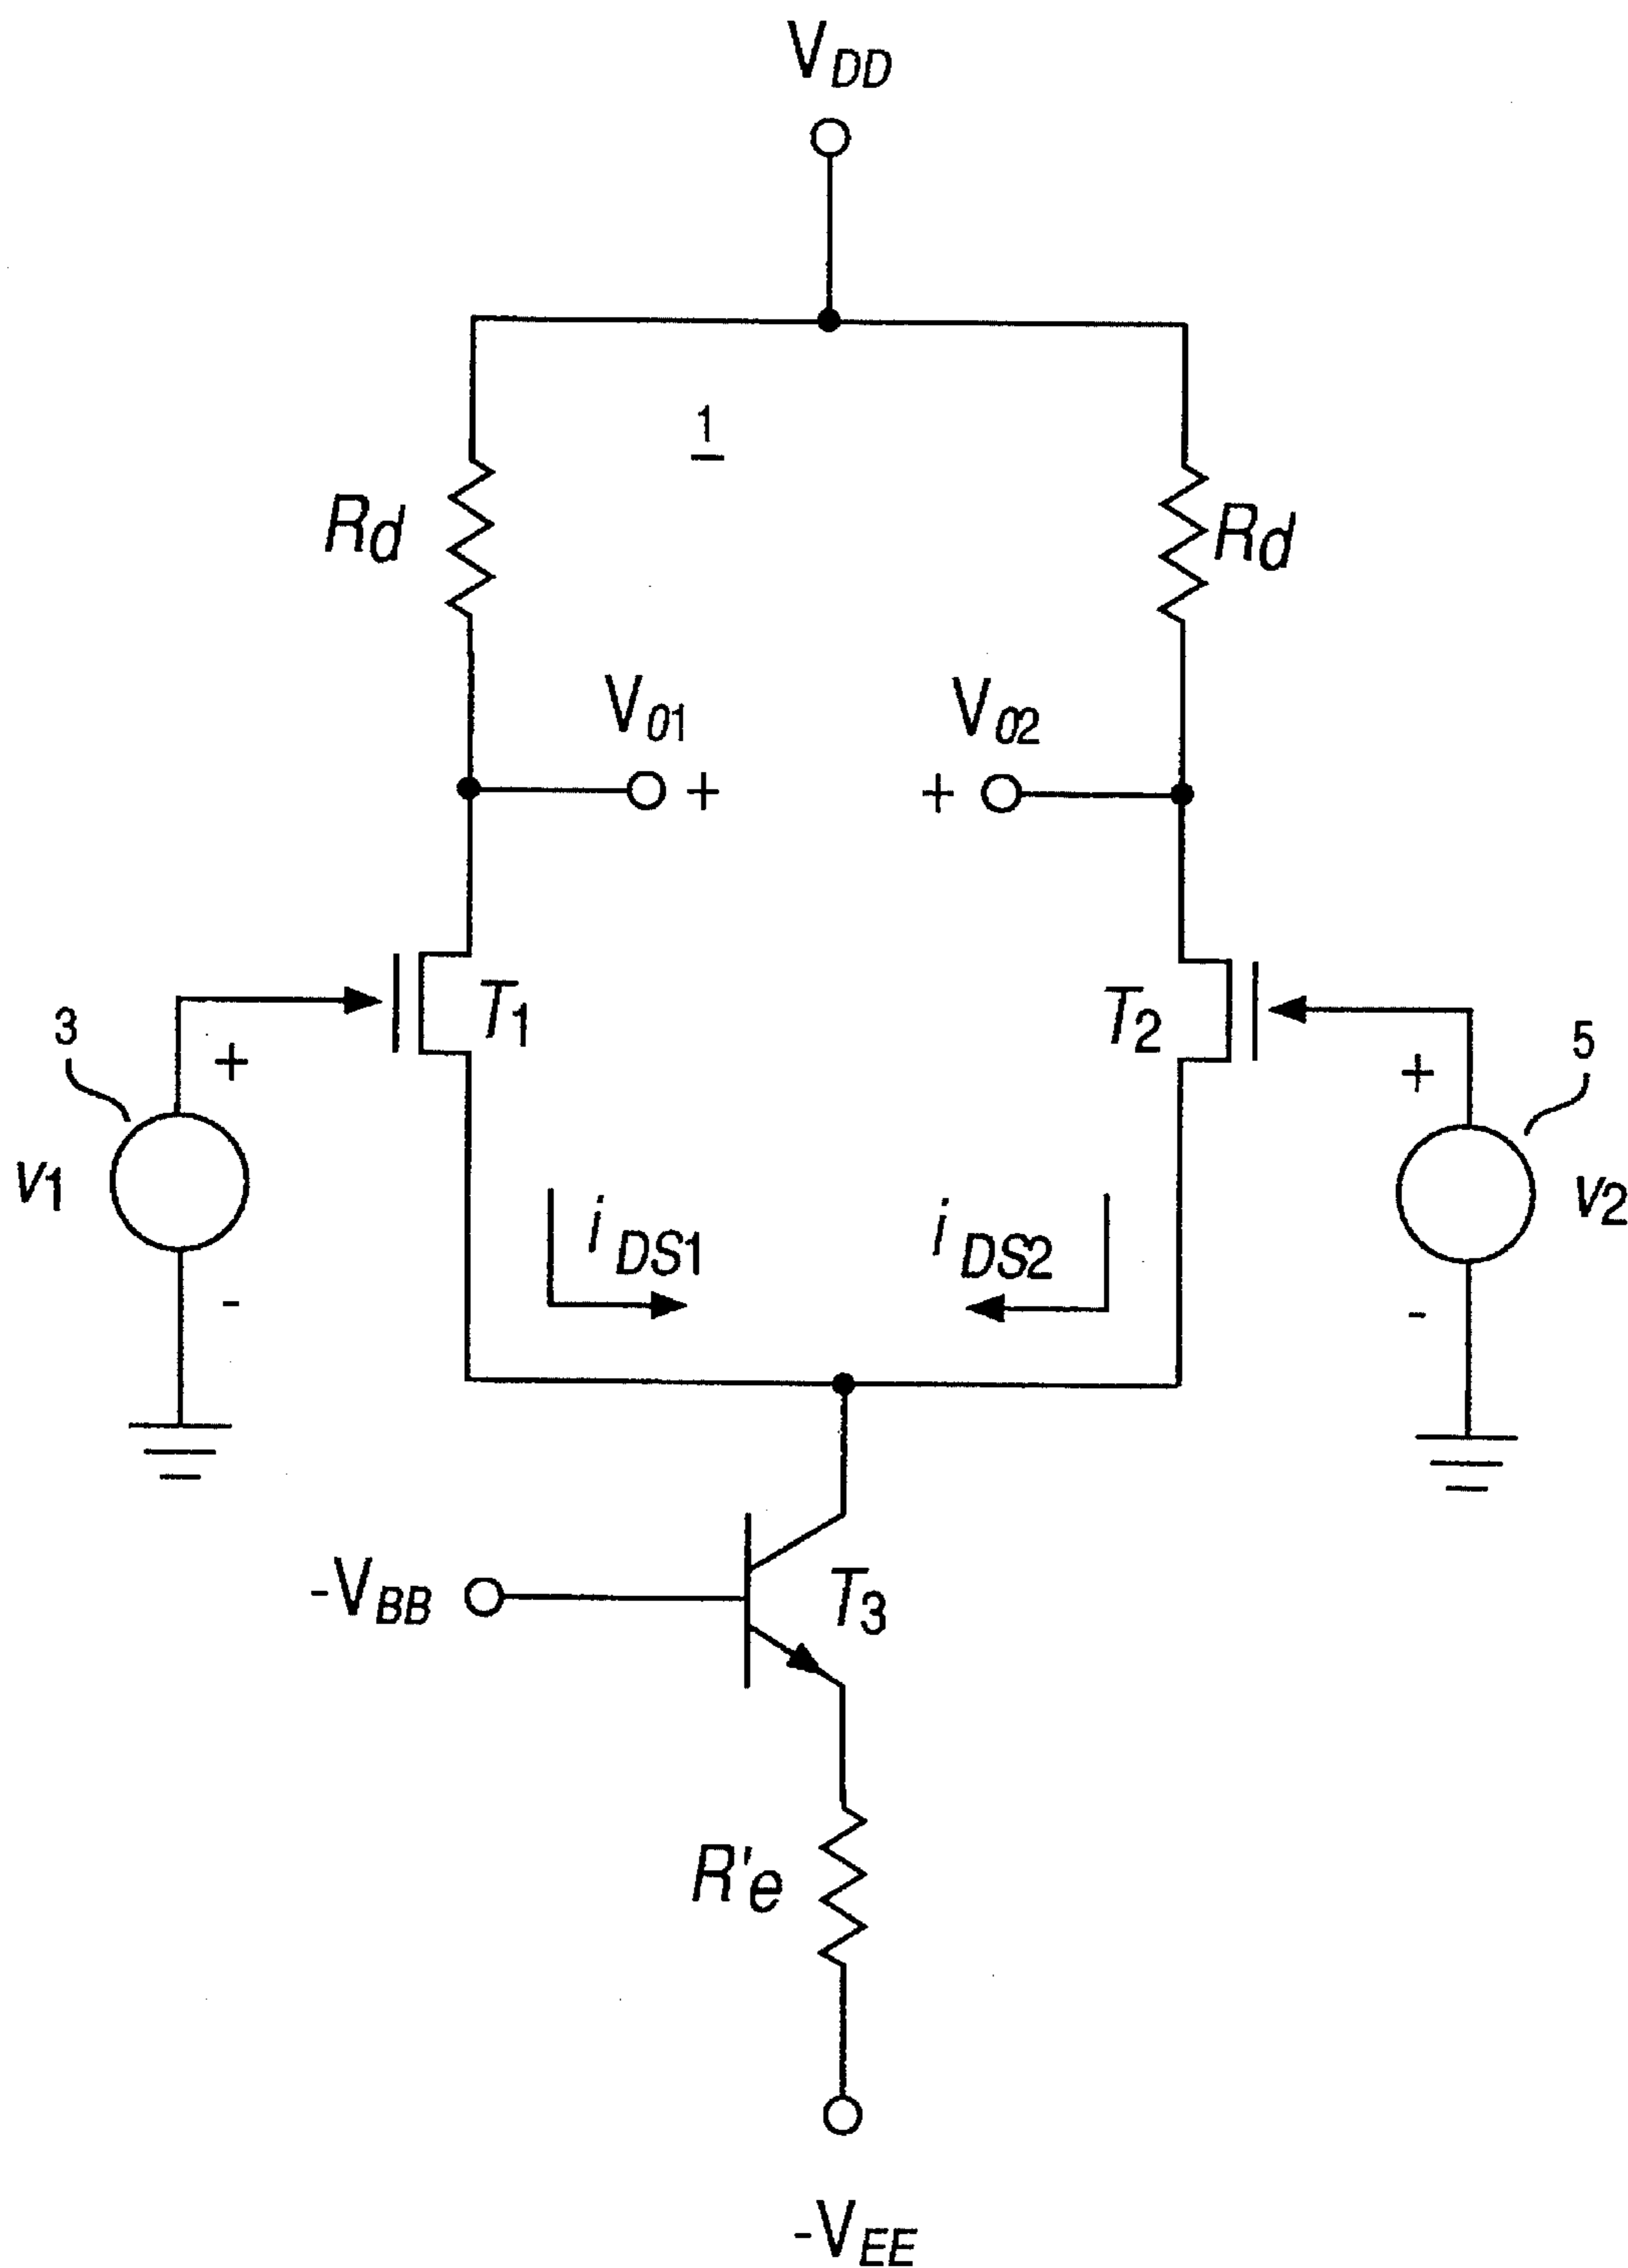 VDD
1
Rd
Rd
V01
V02
+
+
T1
T2
3
5
+
+
v1
v2
iDS1
iDS2
-
-
-VBB
T3
R'e
-VEE